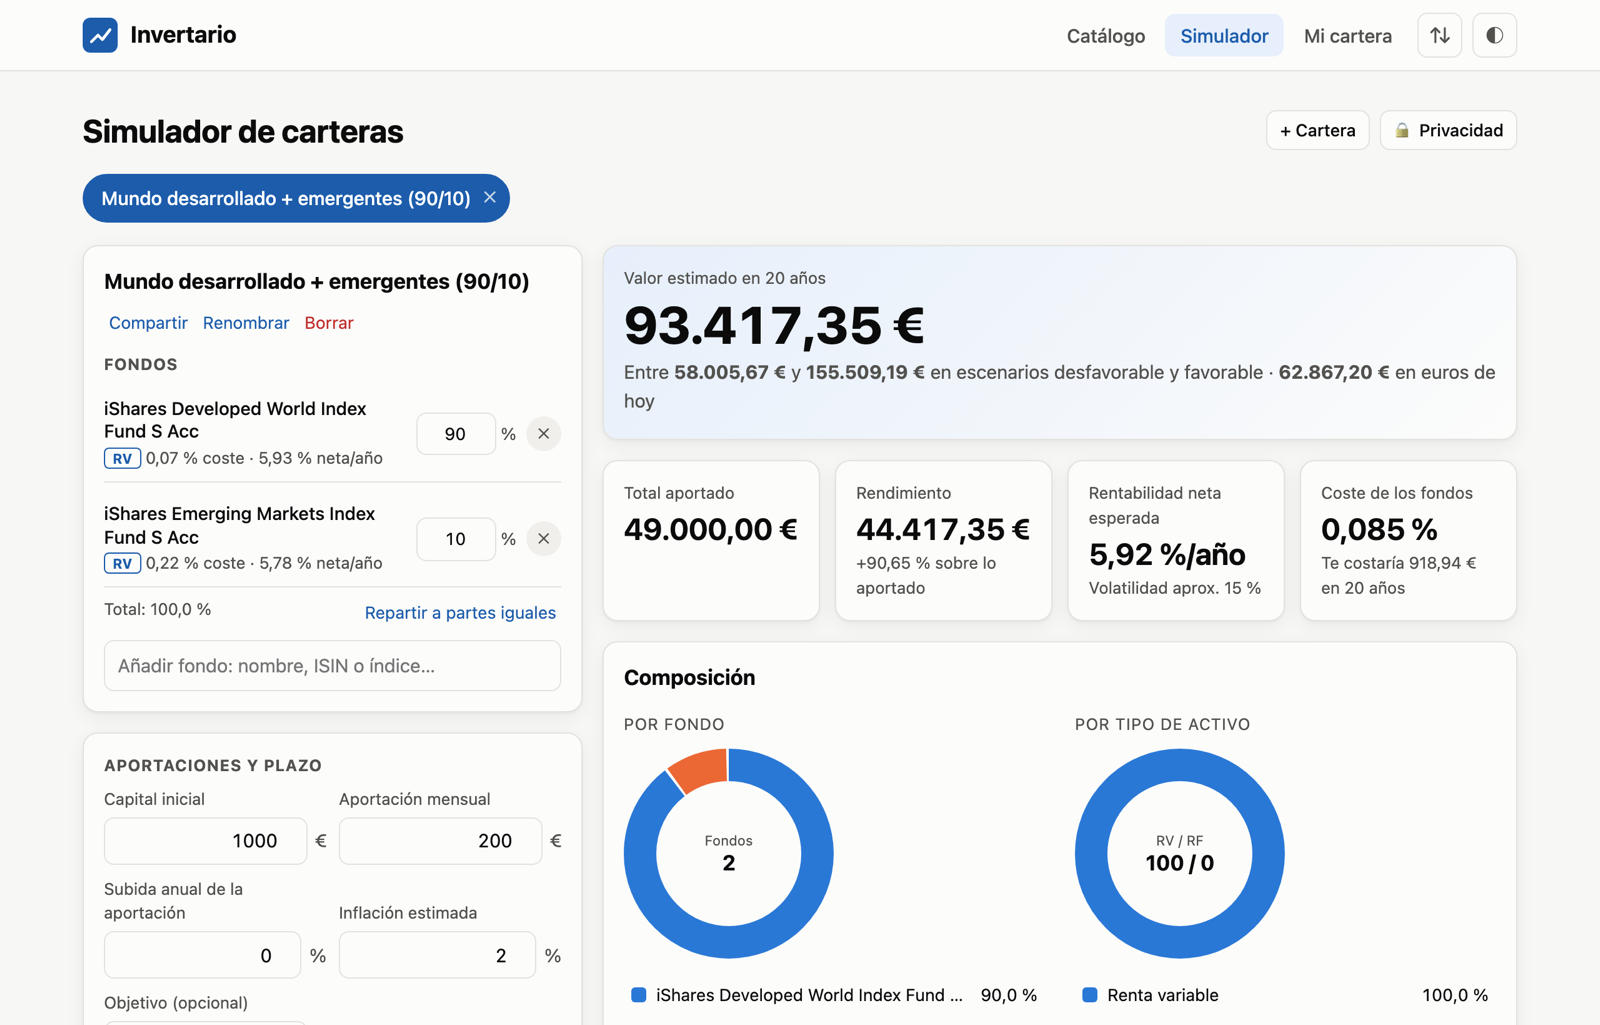 Invertario
Catálogo
Simulador
Mi cartera
Simulador de carteras
+ Cartera
Privacidad
Mundo desarrollado + emergentes (90/10) ×
Mundo desarrollado + emergentes (90/10)
Compartir Renombrar Borrar
FONDOS
iShares Developed World Index
Fund S Acc
RV 0,07 % coste · 5,93 % neta/año
90 % ×
iShares Emerging Markets Index
Fund S Acc
RV 0,22 % coste · 5,78 % neta/año
10 % ×
Total: 100,0 %
Repartir a partes iguales
Añadir fondo: nombre, ISIN o índice...
APORTACIONES Y PLAZO
Capital inicial
1000 €
Aportación mensual
200 €
Subida anual de la
aportación
0 %
Inflación estimada
2 %
Objetivo (opcional)
Valor estimado en 20 años
93.417,35 €
Entre 58.005,67 € y 155.509,19 € en escenarios desfavorable y favorable · 62.867,20 € en euros de
hoy
Total aportado
49.000,00 €
Rendimiento
44.417,35 €
+90,65 % sobre lo
aportado
Rentabilidad neta
esperada
5,92 %/año
Volatilidad aprox. 15 %
Coste de los fondos
0,085 %
Te costaría 918,94 €
en 20 años
Composición
POR FONDO
Fondos
2
iShares Developed World Index Fund ... 90,0 %
POR TIPO DE ACTIVO
RV / RF
100 / 0
Renta variable 100,0 %